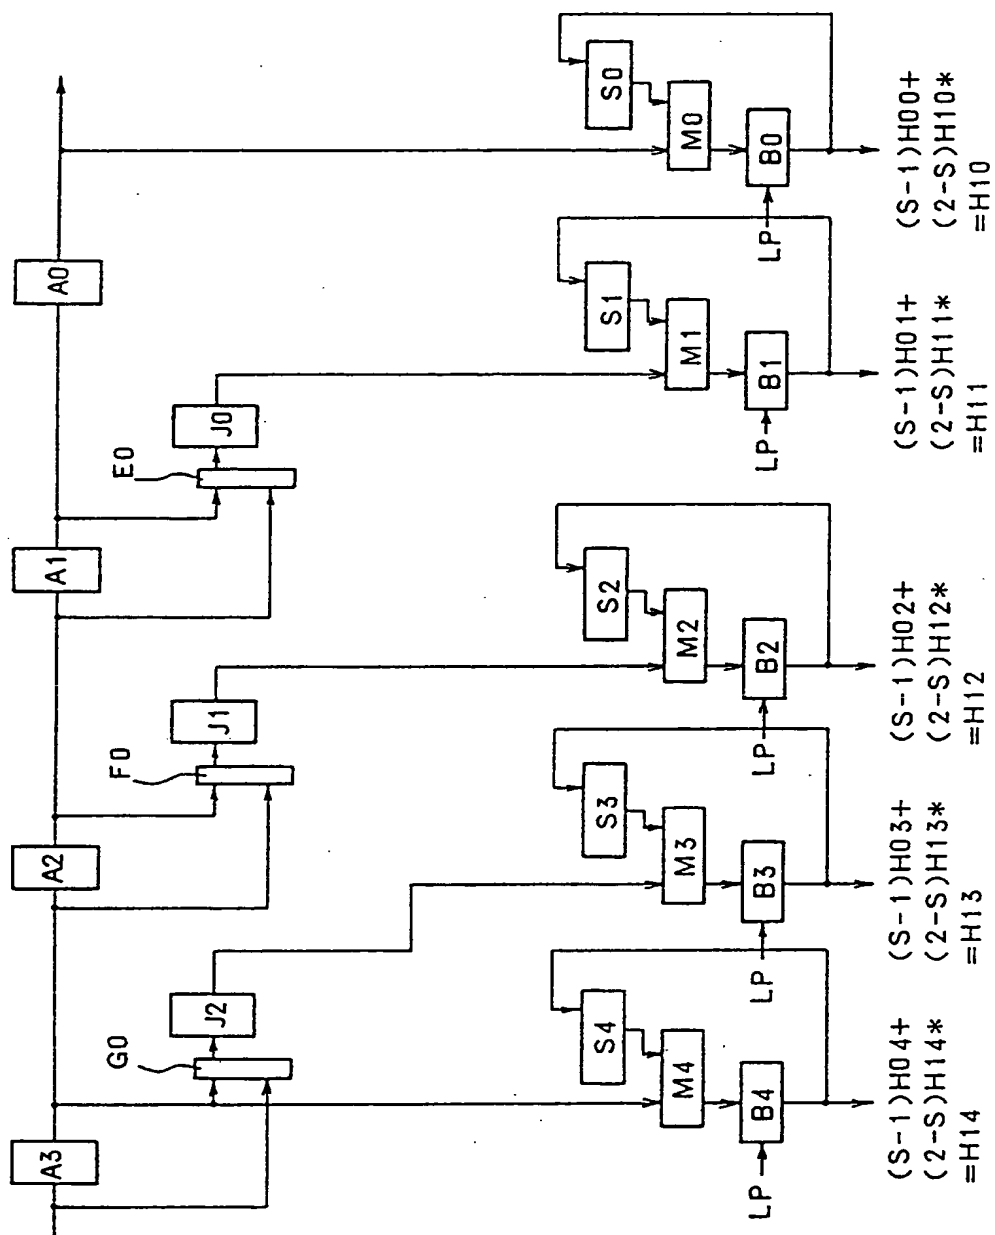 A3
A2
A1
A0
G0
F0
E0
J2
J1
J0
S4
S3
S2
S1
S0
M4
M3
M2
M1
M0
LP
B4
LP
B3
LP
B2
LP
B1
LP
B0
(S-1)H04+
(2-S)H14*
=H14
(S-1)H03+
(2-S)H13*
=H13
(S-1)H02+
(2-S)H12*
=H12
(S-1)H01+
(2-S)H11*
=H11
(S-1)H00+
(2-S)H10*
=H10